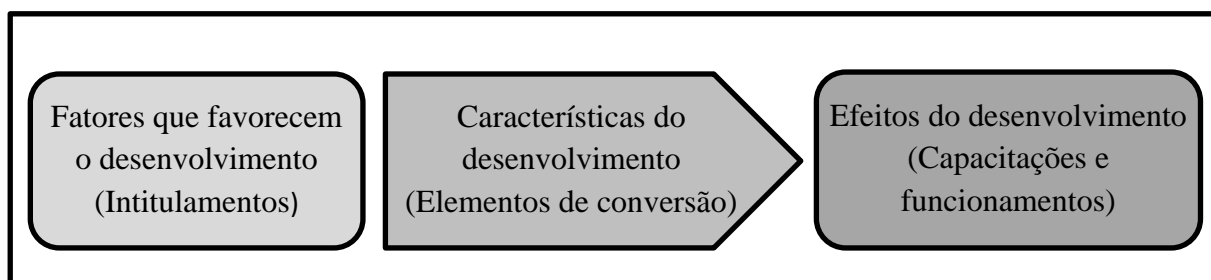 Fatores que favorecem
o desenvolvimento
(Intitulamentos)
Características do
desenvolvimento
(Elementos de conversão)
Efeitos do desenvolvimento
(Capacitações e
funcionamentos)